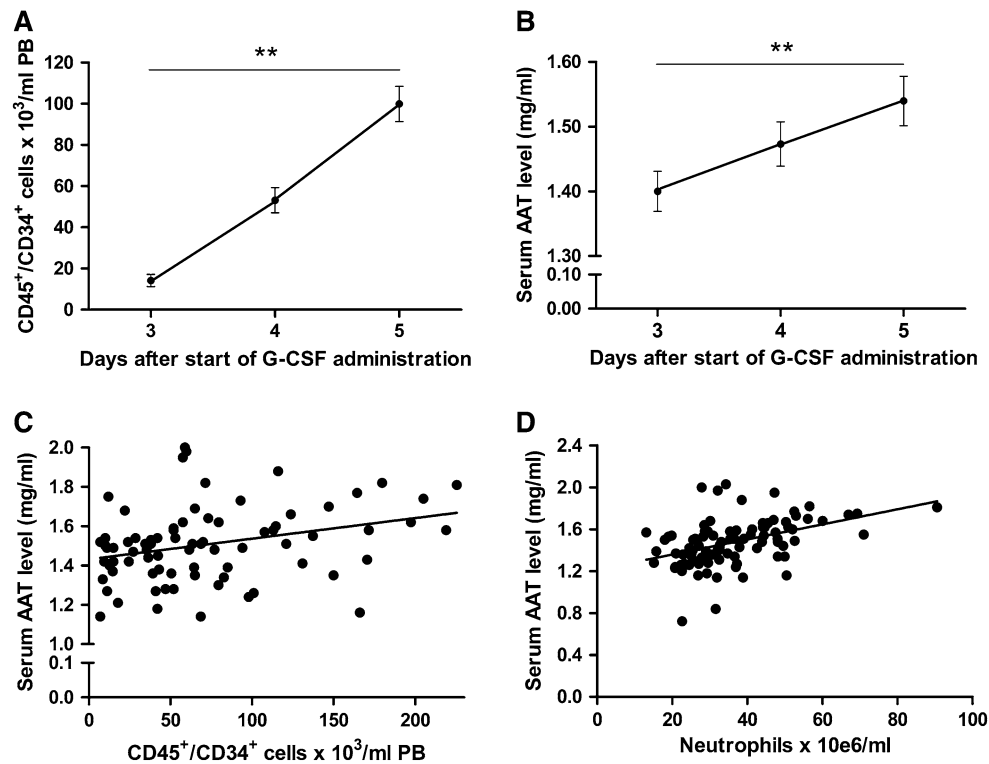 A
CD45⁺/CD34⁺ cells x 10³/ml PB
120
100
80
60
40
20
0
**
3 4 5
Days after start of G-CSF administration
B
Serum AAT level (mg/ml)
1.60
1.50
1.40
1.30
0.10
0.00
**
3 4 5
Days after start of G-CSF administration
C
Serum AAT level (mg/ml)
2.0
1.8
1.6
1.4
1.2
1.0
0.1
0.0
0 50 100 150 200
CD45⁺/CD34⁺ cells x 10³/ml PB
D
Serum AAT level (mg/ml)
2.4
2.0
1.6
1.2
0.8
0.4
0.0
0 20 40 60 80 100
Neutrophils x 10e6/ml